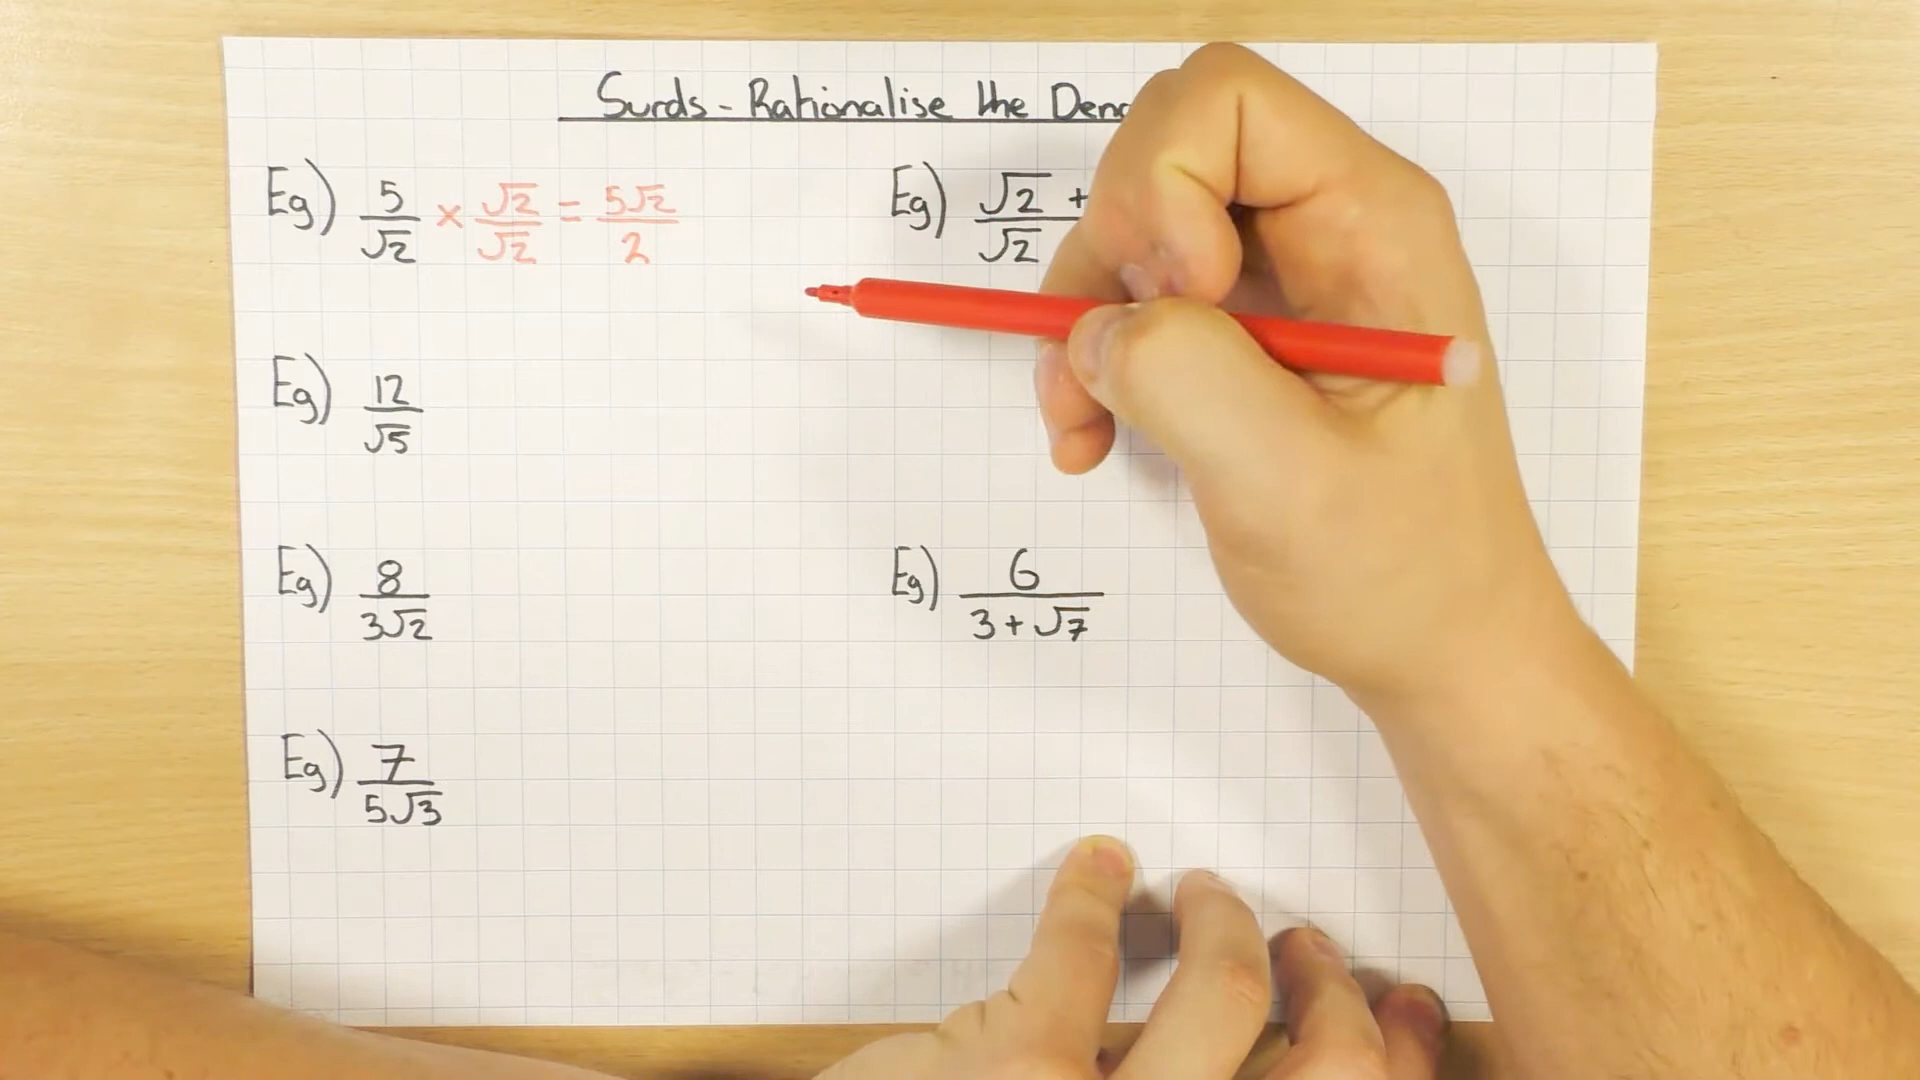 Surds - Rationalise the
Eg) 5/√2 × √2/√2 = 5√2/2
Eg) √2 + /√2
Eg) 12/√5
Eg) 8/3√2
Eg) 6/3+√7
Eg) 7/5√3